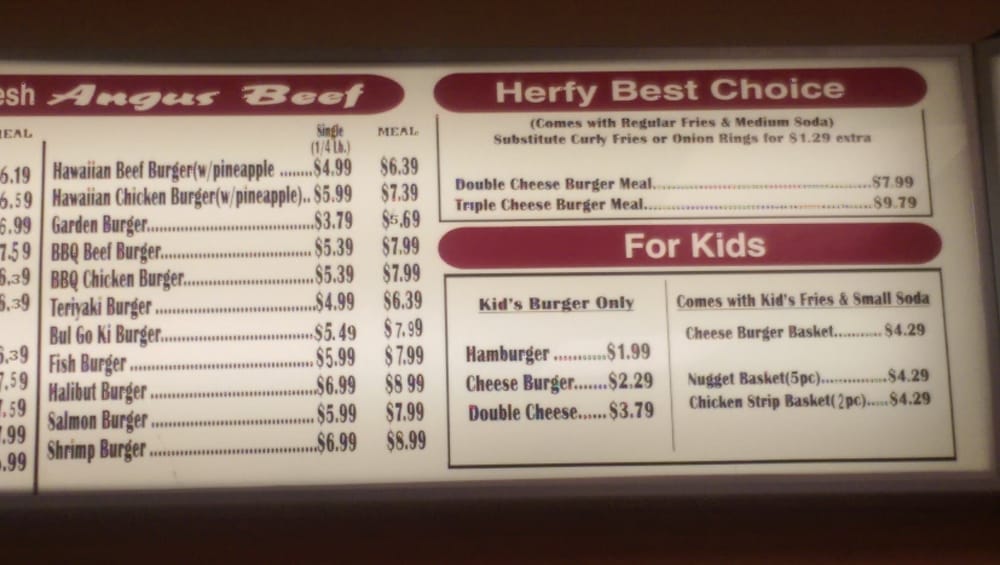 esh Angus Beef
EAL
6.19
6.59
6.99
7.59
6.39
6.39
6.39
7.59
.59
.99
.99
Single MEAL
(1/4 Lb.)
Hawaiian Beef Burger(w/pineapple ........$4.99 $6.39
Hawaiian Chicken Burger(w/pineapple)..$5.99 $7.39
Garden Burger........$3.79 $5.69
BBQ Beef Burger........$5.39 $7.99
BBQ Chicken Burger........$5.39 $7.99
Teriyaki Burger ........$4.99 $6.39
Bul Go Ki Burger........$5.49 $7.99
Fish Burger ........$5.99 $7.99
Halibut Burger ........$6.99 $8 99
Salmon Burger ........$5.99 $7.99
Shrimp Burger ........$6.99 $8.99
Herfy Best Choice
(Comes with Regular Fries & Medium Soda)
Substitute Curly Fries or Onion Rings for $1.29 extra
Double Cheese Burger Meal........$7.99
Triple Cheese Burger Meal........$9.79
For Kids
Kid's Burger Only
Hamburger ...........$1.99
Cheese Burger.......$2.29
Double Cheese......$3.79
Comes with Kid's Fries & Small Soda
Cheese Burger Basket..........$4.29
Nugget Basket(5pc)..............$4.29
Chicken Strip Basket(2pc).....$4.29